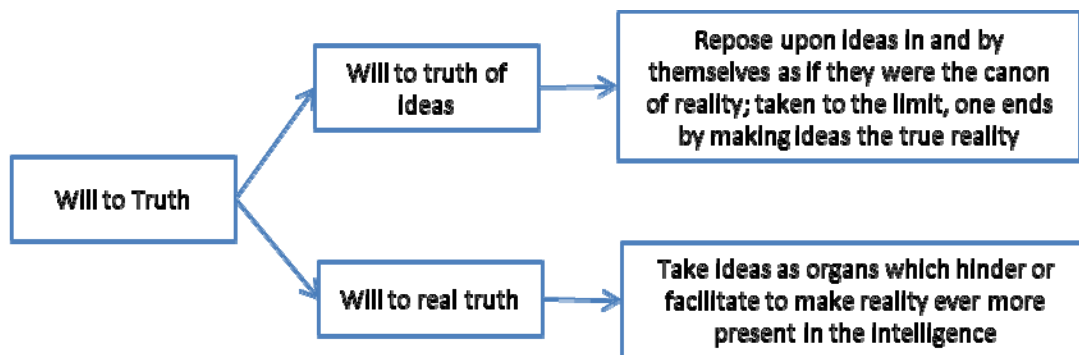 Will to Truth
Will to truth of
ideas
Repose upon ideas in and by
themselves as if they were the canon
of reality; taken to the limit, one ends
by making ideas the true reality
Will to real truth
Take ideas as organs which hinder or
facilitate to make reality ever more
present in the intelligence